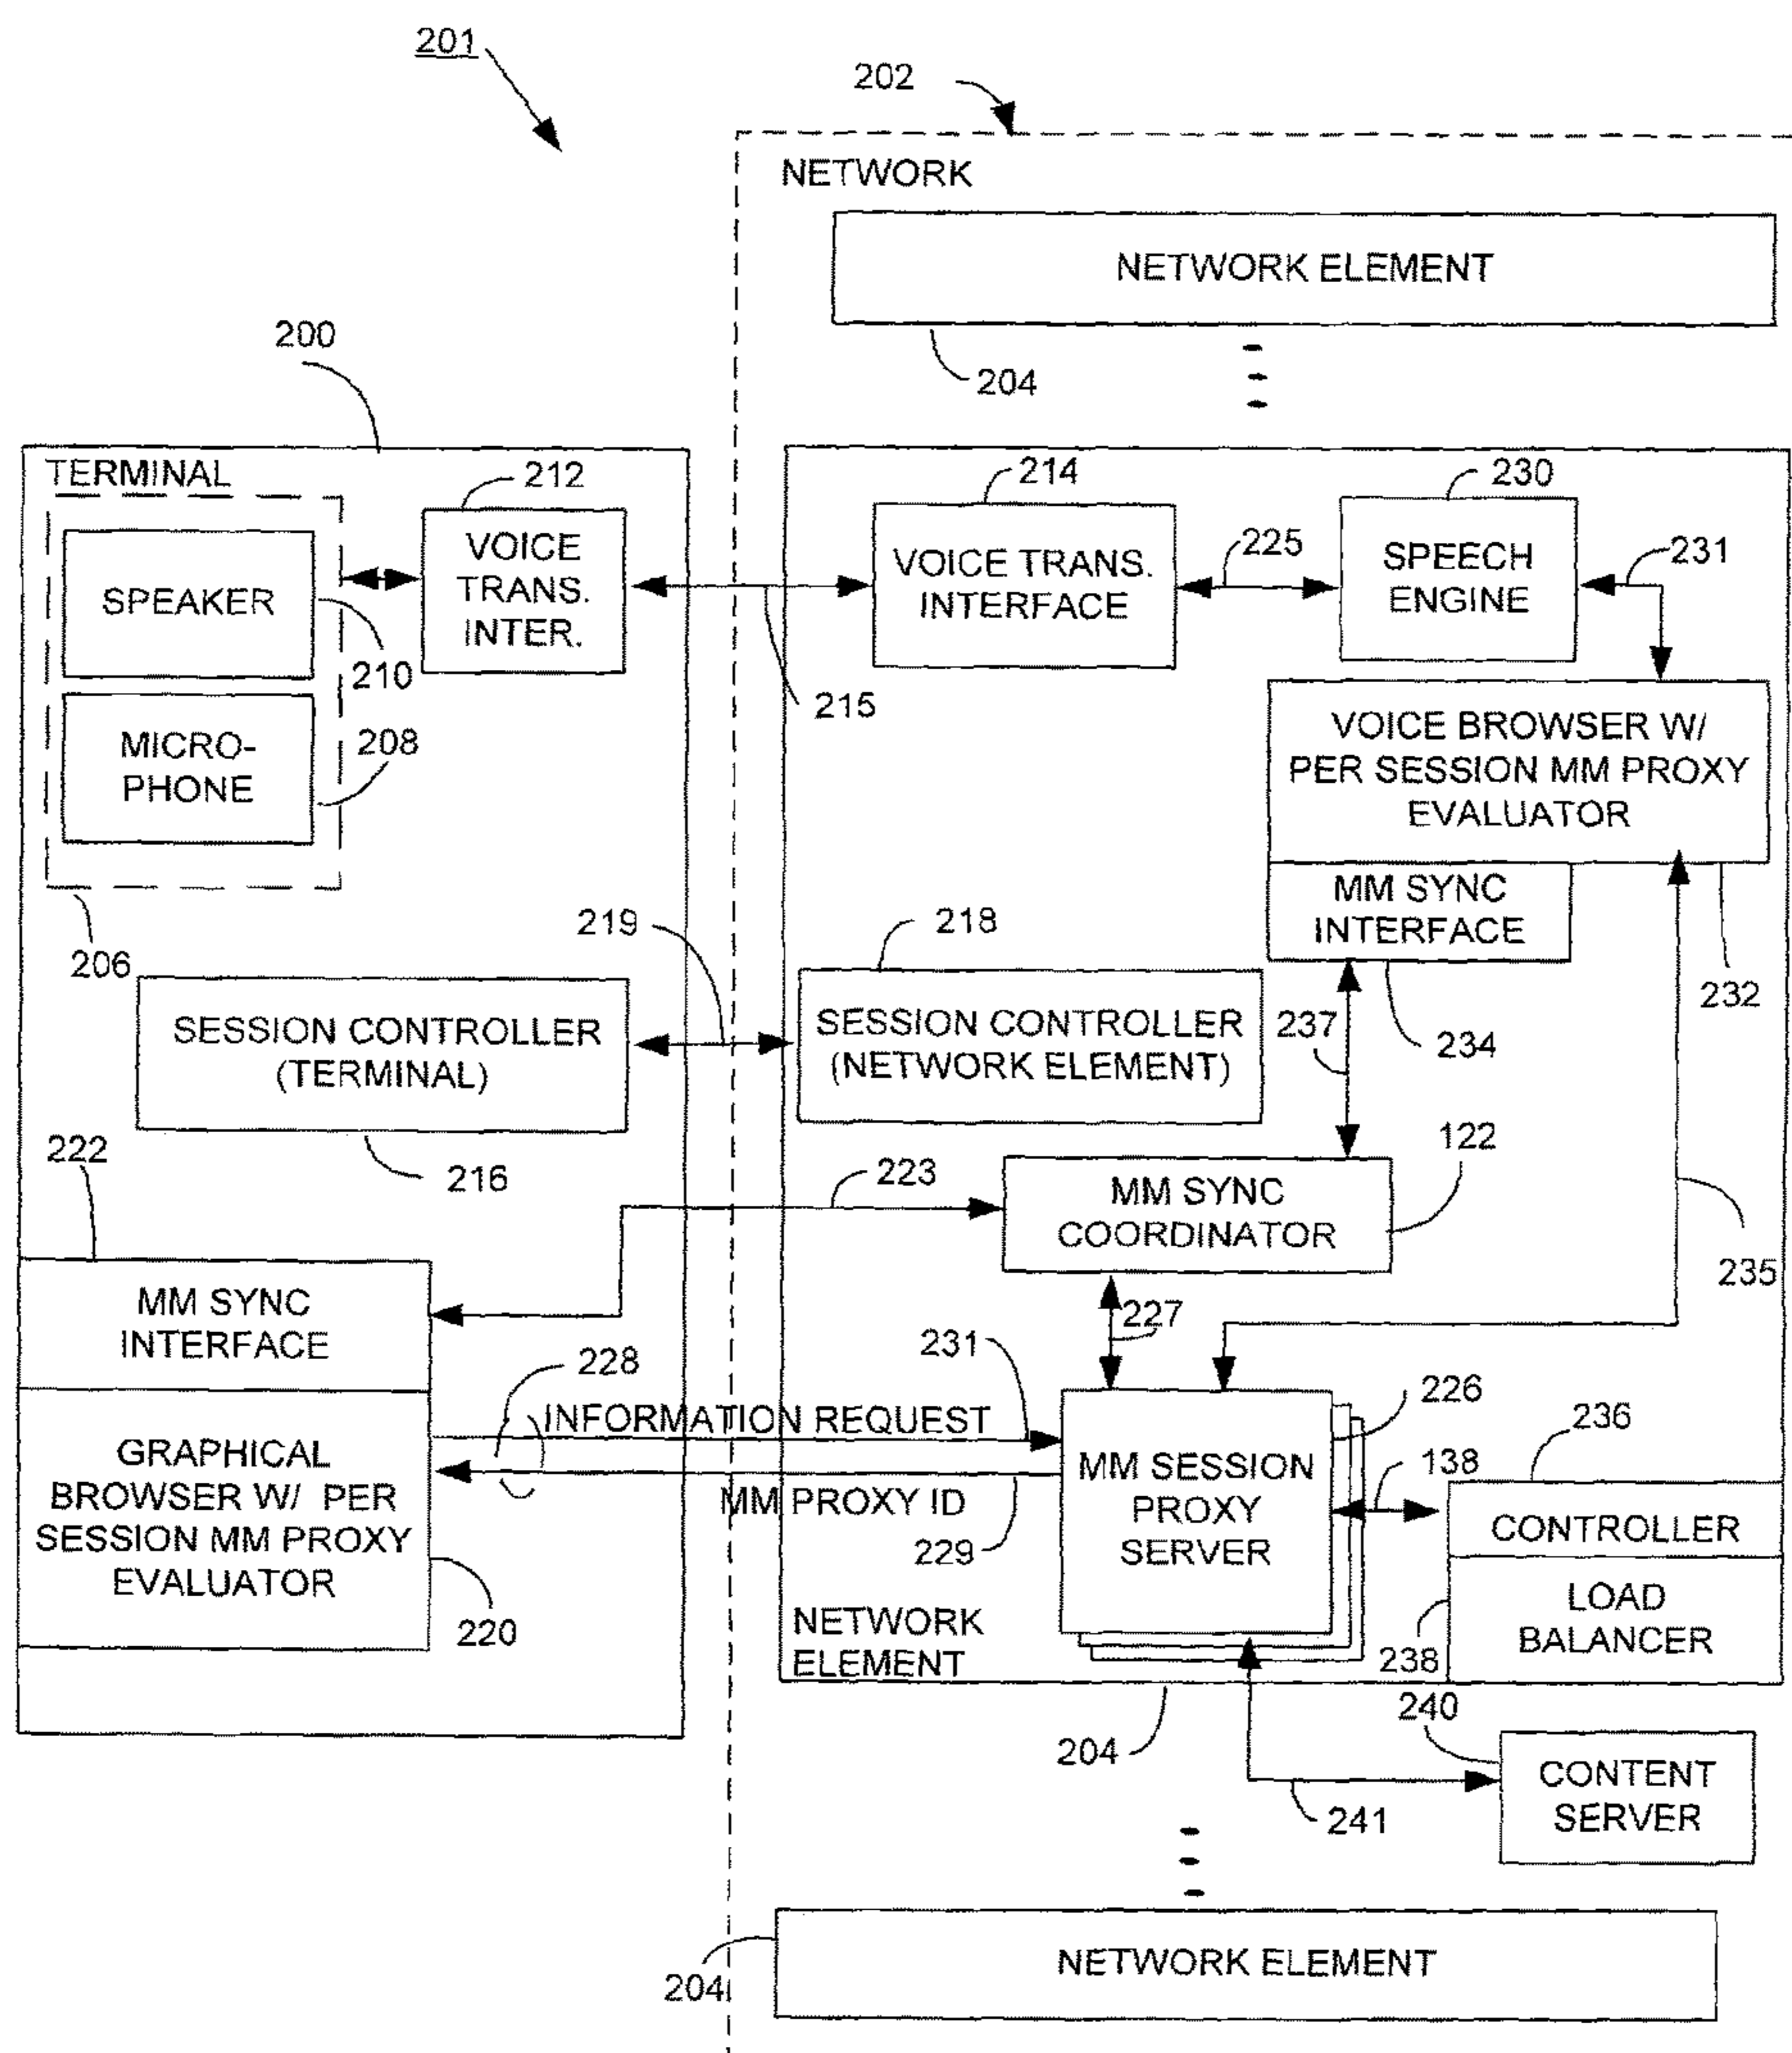 201
202
NETWORK
NETWORK ELEMENT
204
200
TERMINAL
212
214
230
SPEAKER
210
VOICE
TRANS.
INTER.
215
VOICE TRANS.
INTERFACE
225
SPEECH
ENGINE
231
MICRO-
PHONE
208
206
VOICE BROWSER W/
PER SESSION MM PROXY
EVALUATOR
232
MM SYNC
INTERFACE
234
219
218
SESSION CONTROLLER
(TERMINAL)
216
SESSION CONTROLLER
(NETWORK ELEMENT)
237
122
222
223
MM SYNC
COORDINATOR
235
MM SYNC
INTERFACE
227
231
228
INFORMATION REQUEST
226
236
GRAPHICAL
BROWSER W/ PER
SESSION MM PROXY
EVALUATOR
220
MM PROXY ID
229
MM SESSION
PROXY
SERVER
138
CONTROLLER
LOAD
BALANCER
238
NETWORK
ELEMENT
204
240
CONTENT
SERVER
241
204
NETWORK ELEMENT